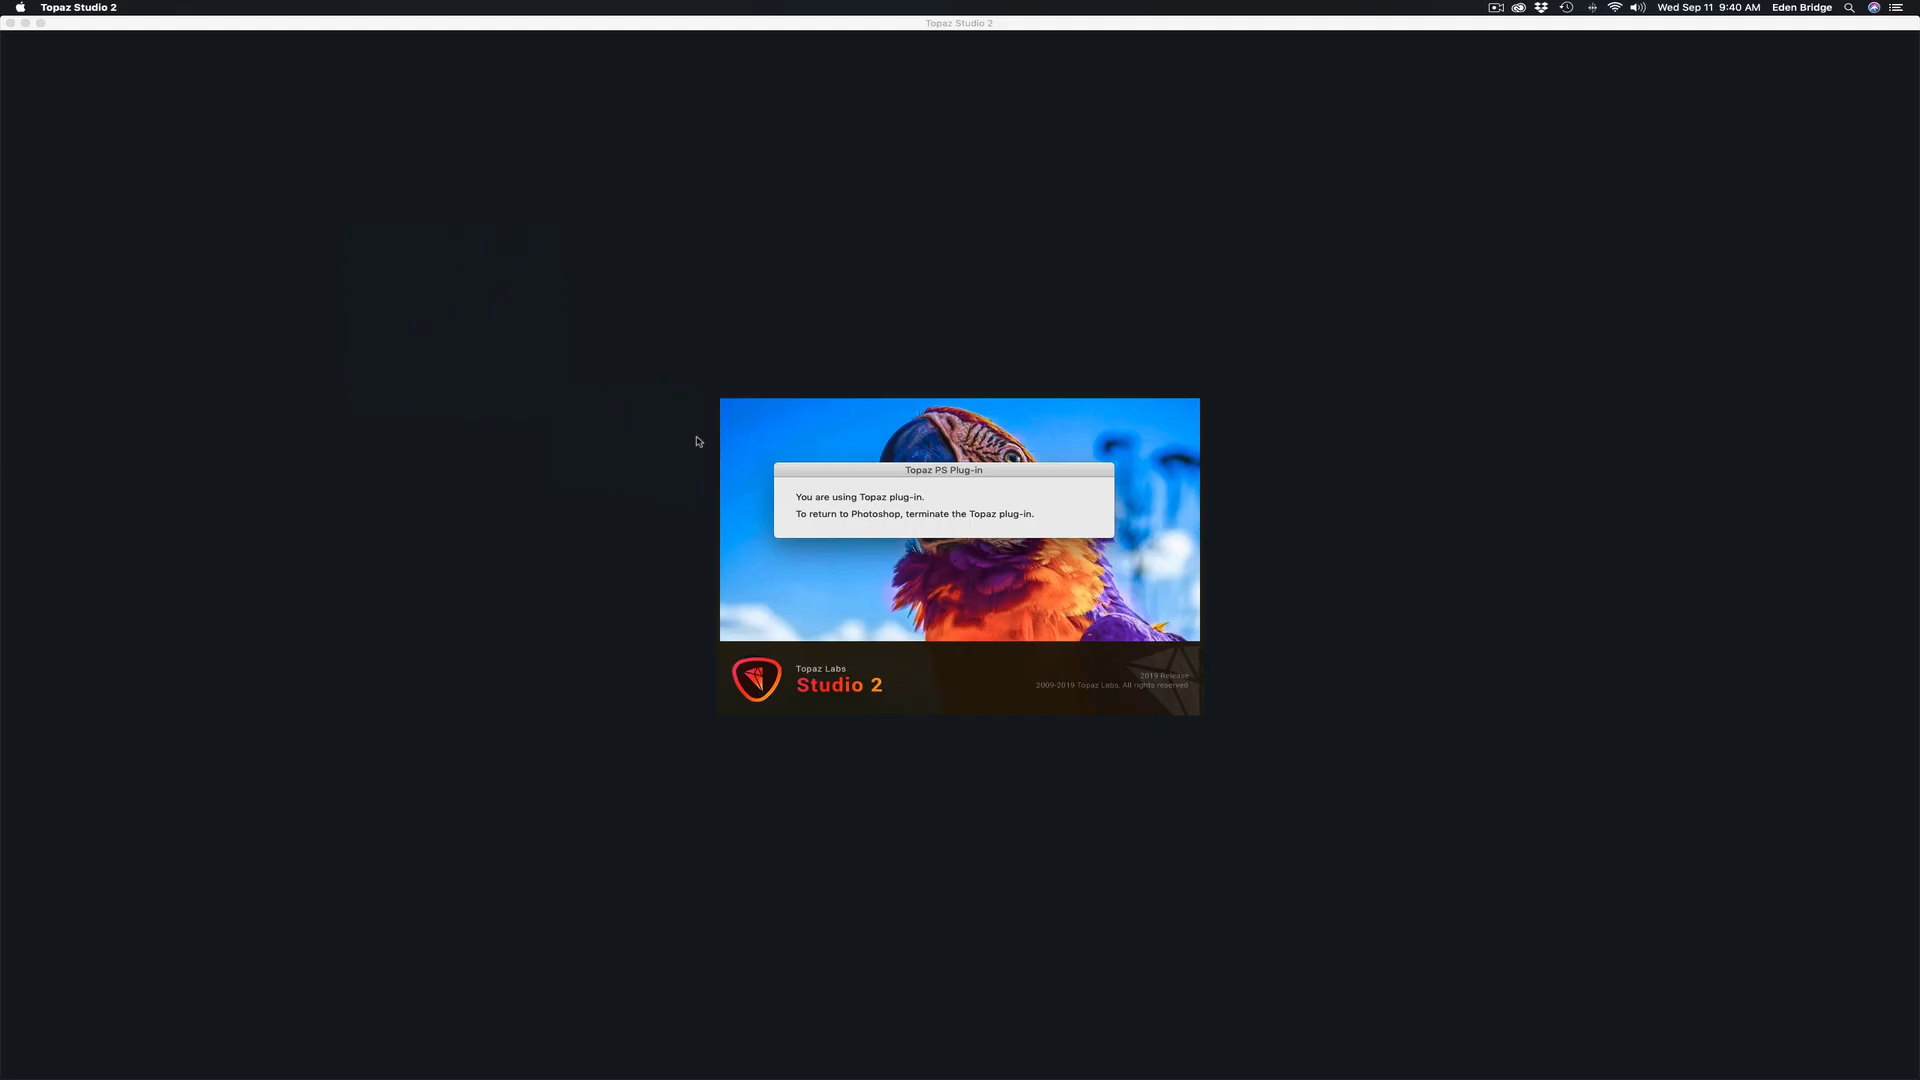 Topaz Studio 2
Wed Sep 11 9:40 AM Eden Bridge
Topaz Studio 2
Topaz PS Plug-in
You are using Topaz plug-in.
To return to Photoshop, terminate the Topaz plug-in.
Topaz Labs
Studio 2
2019 Release
2009-2019 Topaz Labs, All rights reserved